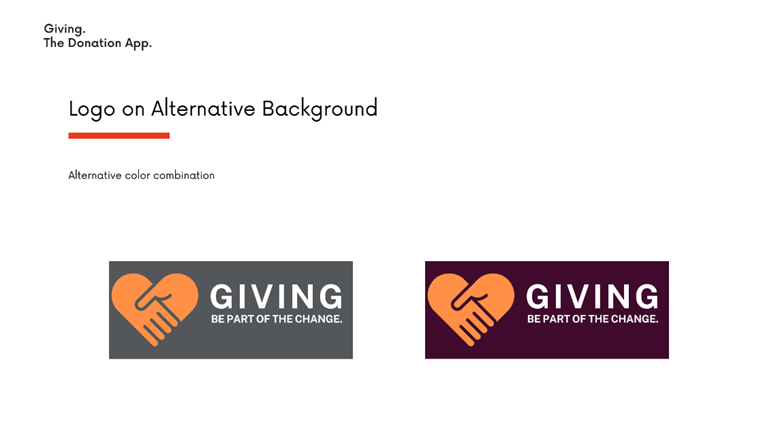 Giving.
The Donation App.
Logo on Alternative Background
Alternative color combination
GIVING
BE PART OF THE CHANGE.
GIVING
BE PART OF THE CHANGE.